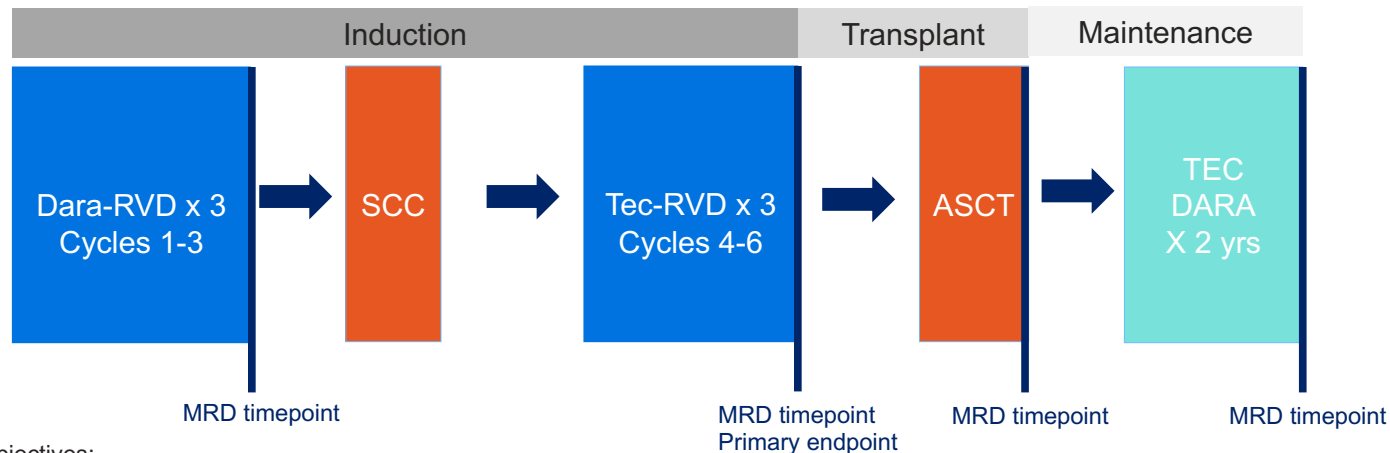 Induction
Transplant
Maintenance
Dara-RVD x 3
Cycles 1-3
SCC
Tec-RVD x 3
Cycles 4-6
ASCT
TEC
DARA
X 2 yrs
MRD timepoint
MRD timepoint
Primary endpoint
MRD timepoint
MRD timepoint